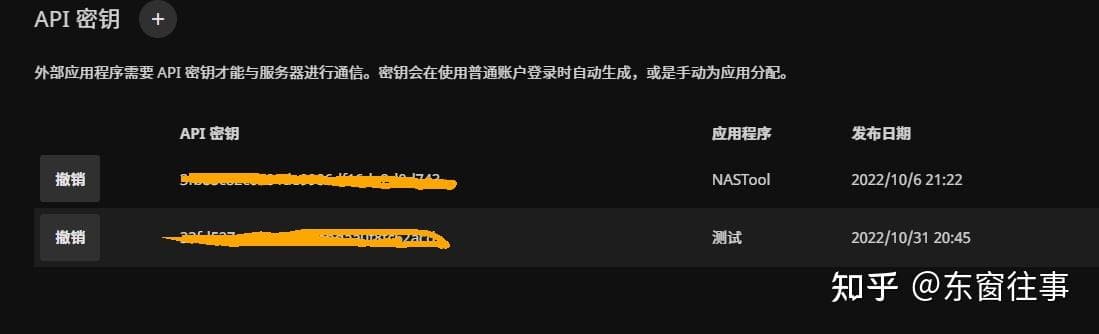 API 密钥 +
外部应用程序需要 API 密钥才能与服务器进行通信。密钥会在使用普通账户登录时自动生成，或是手动为应用分配。
API 密钥 应用程序 发布日期
撤销 NASTool 2022/10/6 21:22
撤销 测试 2022/10/31 20:45
知乎 @东窗往事